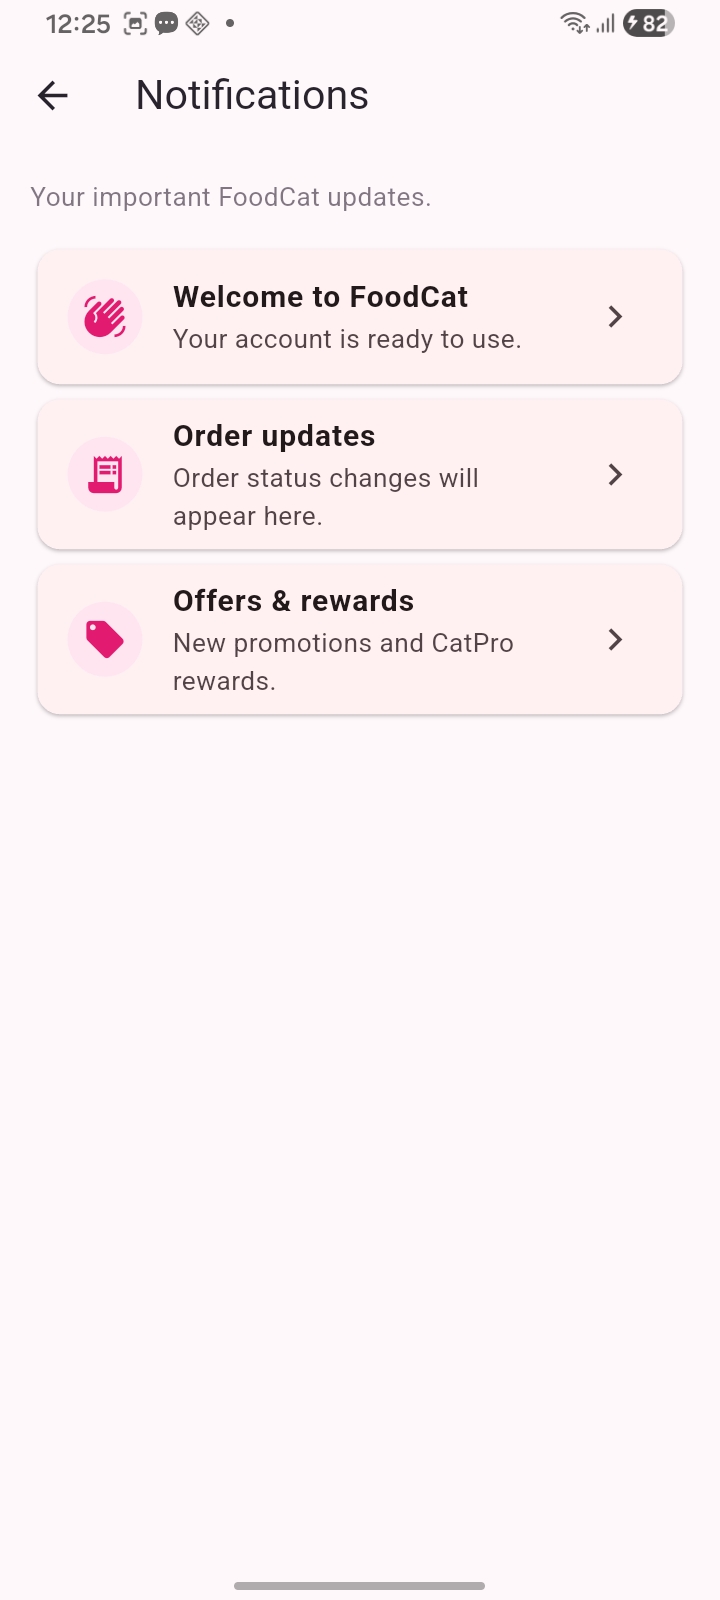 12:25
82
Notifications
Your important FoodCat updates.
Welcome to FoodCat
Your account is ready to use.
Order updates
Order status changes will
appear here.
Offers & rewards
New promotions and CatPro
rewards.